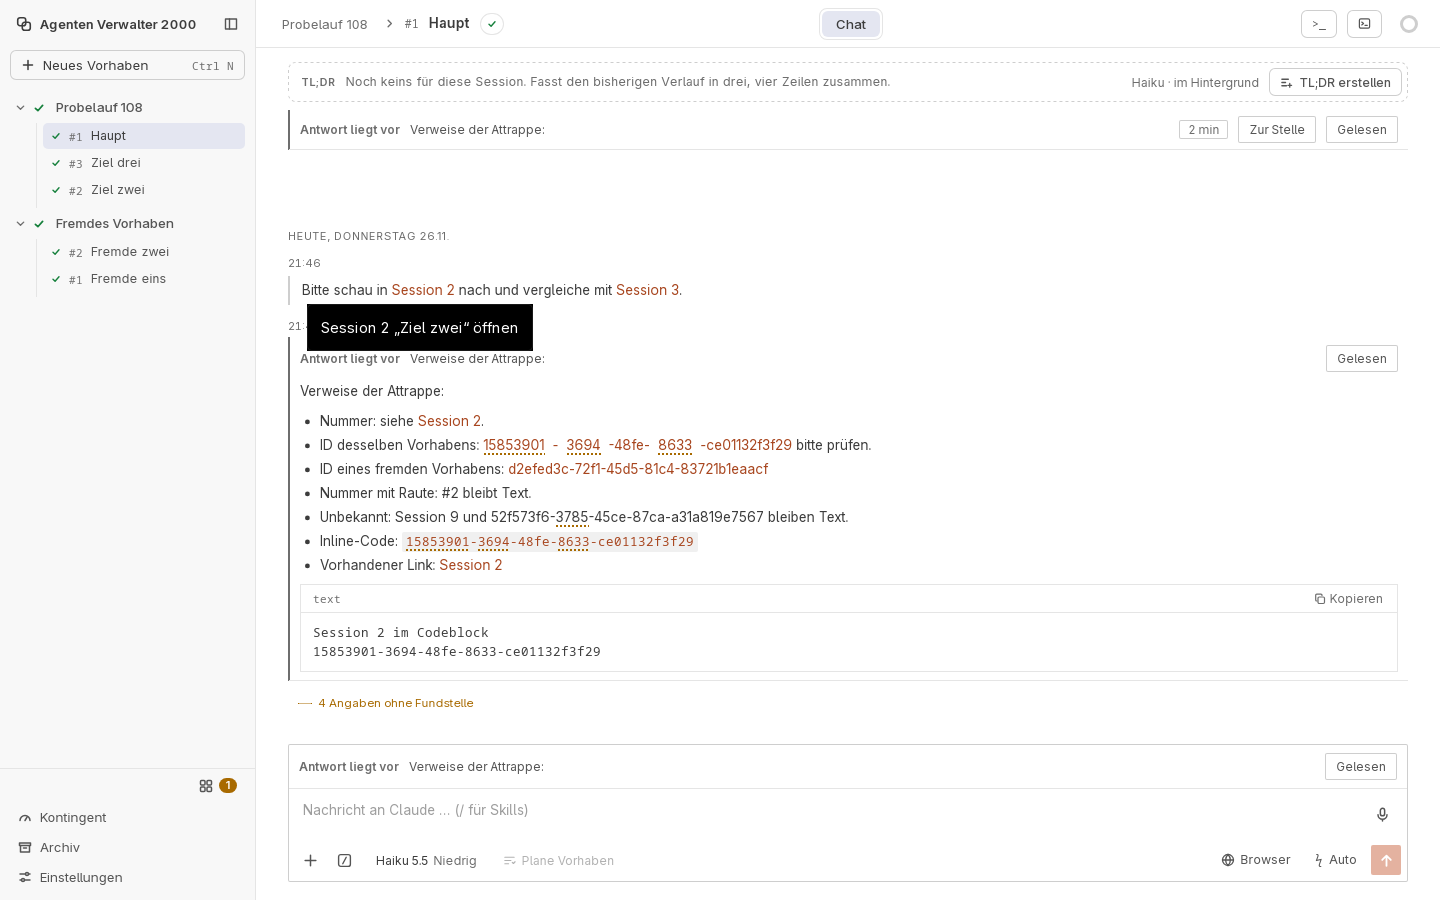 Agenten Verwalter 2000
Neues Vorhaben Ctrl N
Probelauf 108
#1 Haupt
#3 Ziel drei
#2 Ziel zwei
Fremdes Vorhaben
#2 Fremde zwei
#1 Fremde eins
1
Kontingent
Archiv
Einstellungen
Probelauf 108 > #1 Haupt
Chat
>_
TL;DR Noch keins für diese Session. Fasst den bisherigen Verlauf in drei, vier Zeilen zusammen. Haiku · im Hintergrund TL;DR erstellen
Antwort liegt vor Verweise der Attrappe: 2 min Zur Stelle Gelesen
HEUTE, DONNERSTAG 26.11.
21:46
Bitte schau in Session 2 nach und vergleiche mit Session 3.
Session 2 „Ziel zwei“ öffnen
Antwort liegt vor Verweise der Attrappe: Gelesen
Verweise der Attrappe:
• Nummer: siehe Session 2.
• ID desselben Vorhabens: 15853901 - 3694 -48fe- 8633 -ce01132f3f29 bitte prüfen.
• ID eines fremden Vorhabens: d2efed3c-72f1-45d5-81c4-83721b1eaacf
• Nummer mit Raute: #2 bleibt Text.
• Unbekannt: Session 9 und 52f573f6-3785-45ce-87ca-a31a819e7567 bleiben Text.
• Inline-Code: 15853901-3694-48fe-8633-ce01132f3f29
• Vorhandener Link: Session 2
text Kopieren
Session 2 im Codeblock
15853901-3694-48fe-8633-ce01132f3f29
4 Angaben ohne Fundstelle
Antwort liegt vor Verweise der Attrappe: Gelesen
Nachricht an Claude … (/ für Skills)
Haiku 5.5 Niedrig Plane Vorhaben Browser Auto